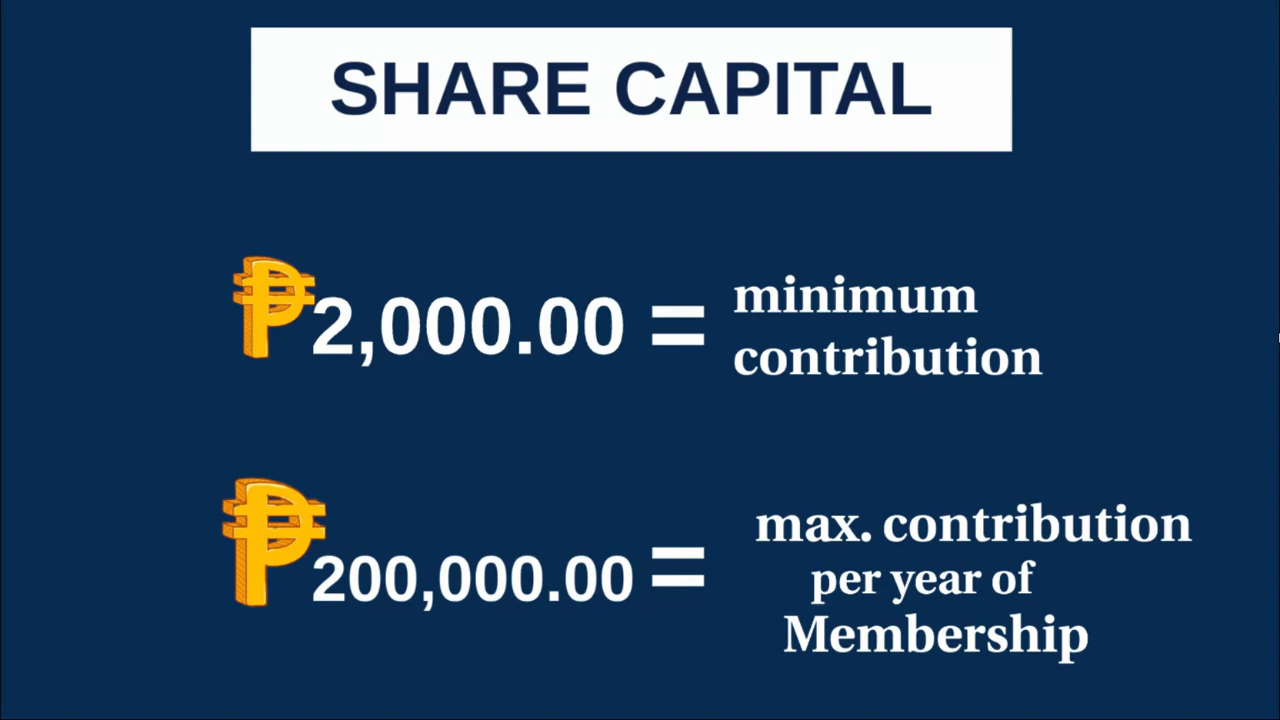 SHARE CAPITAL
₱2,000.00 = minimum
contribution
₱200,000.00 = max. contribution
per year of
Membership